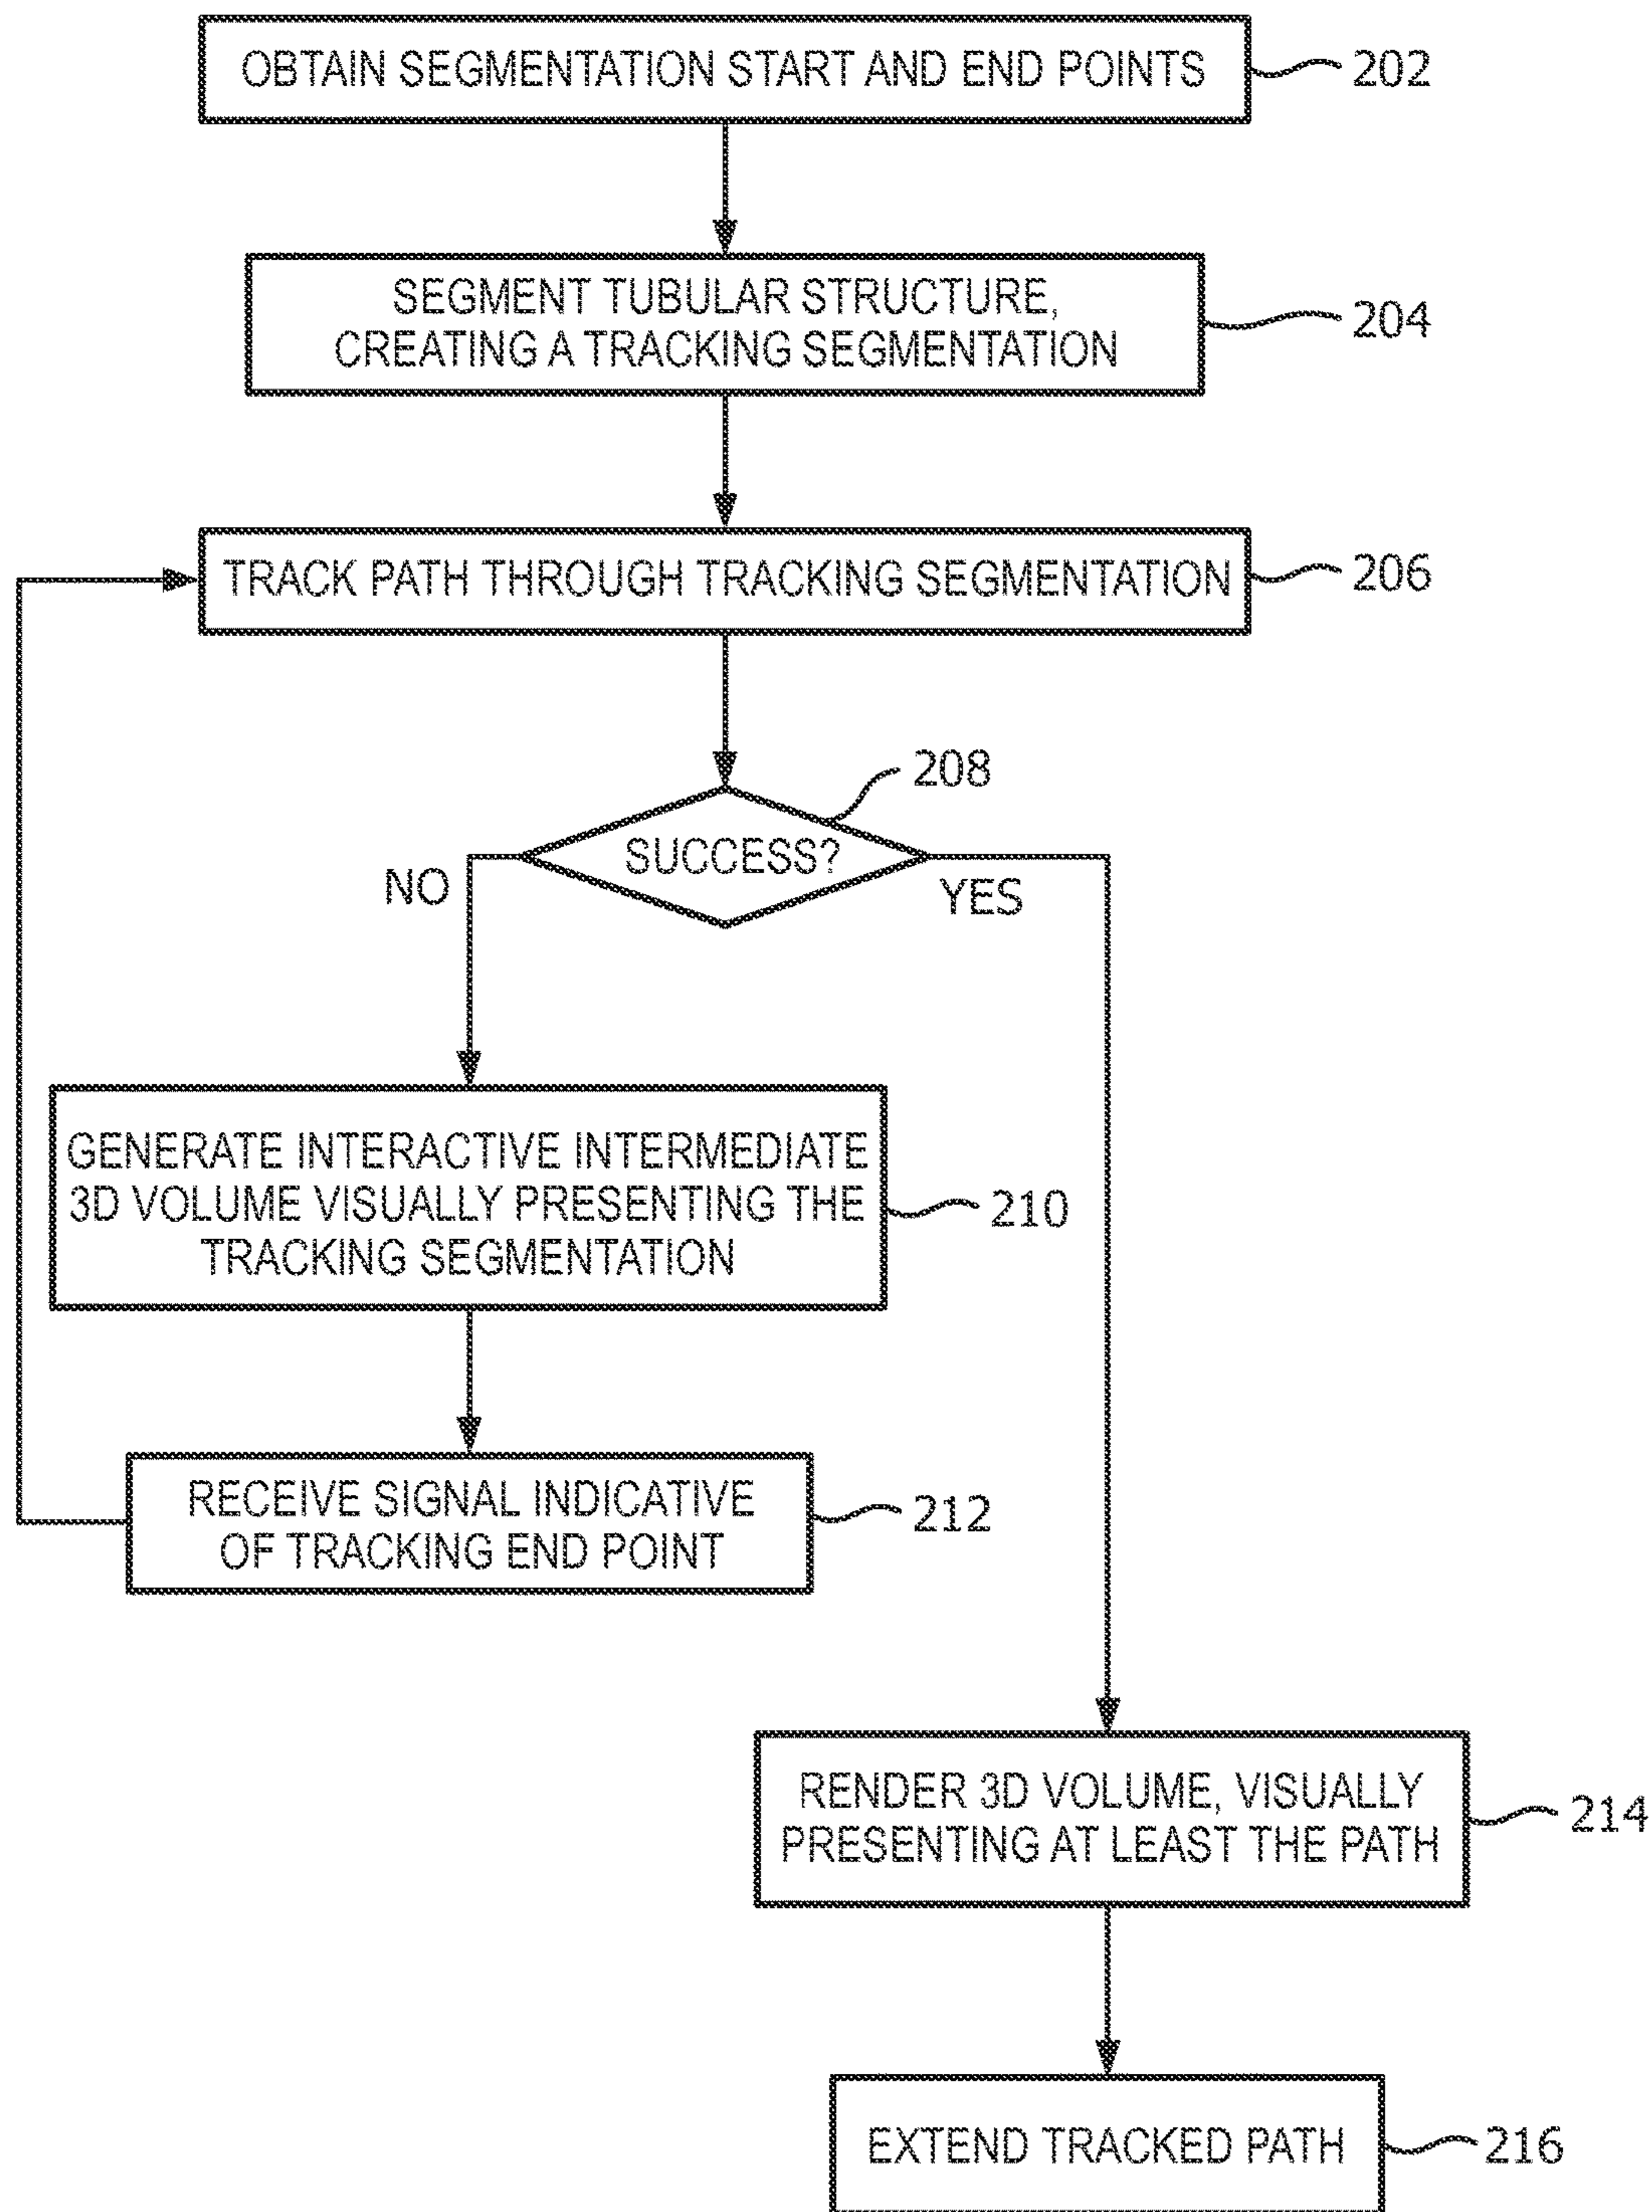 OBTAIN SEGMENTATION START AND END POINTS
202
SEGMENT TUBULAR STRUCTURE,
CREATING A TRACKING SEGMENTATION
204
TRACK PATH THROUGH TRACKING SEGMENTATION
206
208
SUCCESS?
NO
YES
GENERATE INTERACTIVE INTERMEDIATE
3D VOLUME VISUALLY PRESENTING THE
TRACKING SEGMENTATION
210
RECEIVE SIGNAL INDICATIVE
OF TRACKING END POINT
212
RENDER 3D VOLUME, VISUALLY
PRESENTING AT LEAST THE PATH
214
EXTEND TRACKED PATH
216